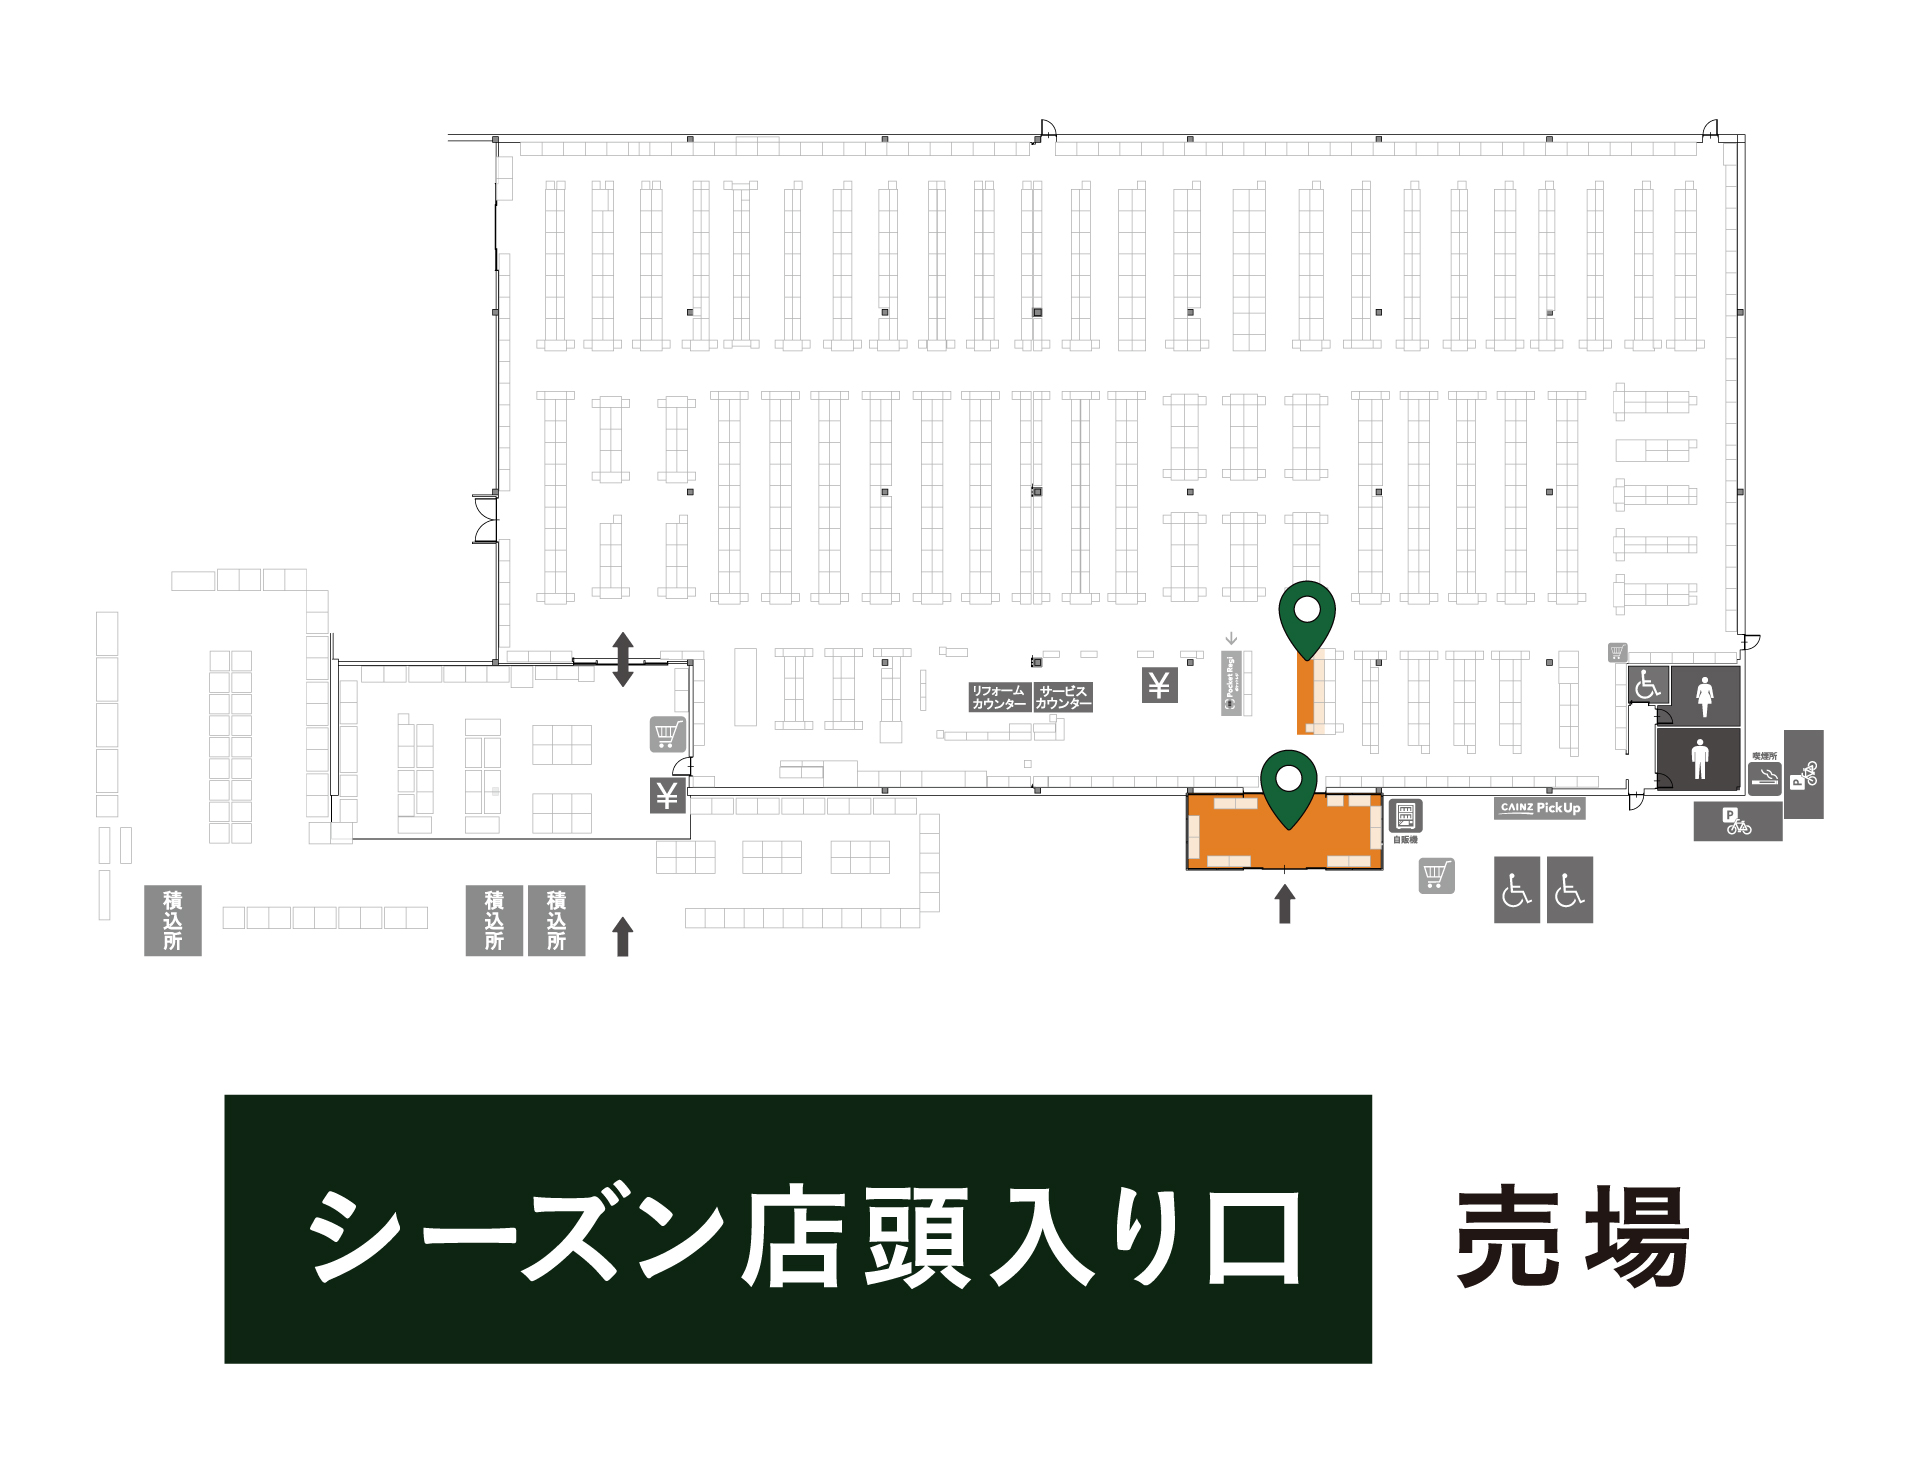 Pocket Regi
リフォーム
カウンター
サービス
カウンター
¥
¥
喫煙所
P
P
CAINZ PickUp
自販機
積込所
積込所
積込所
シーズン店頭入り口 売場